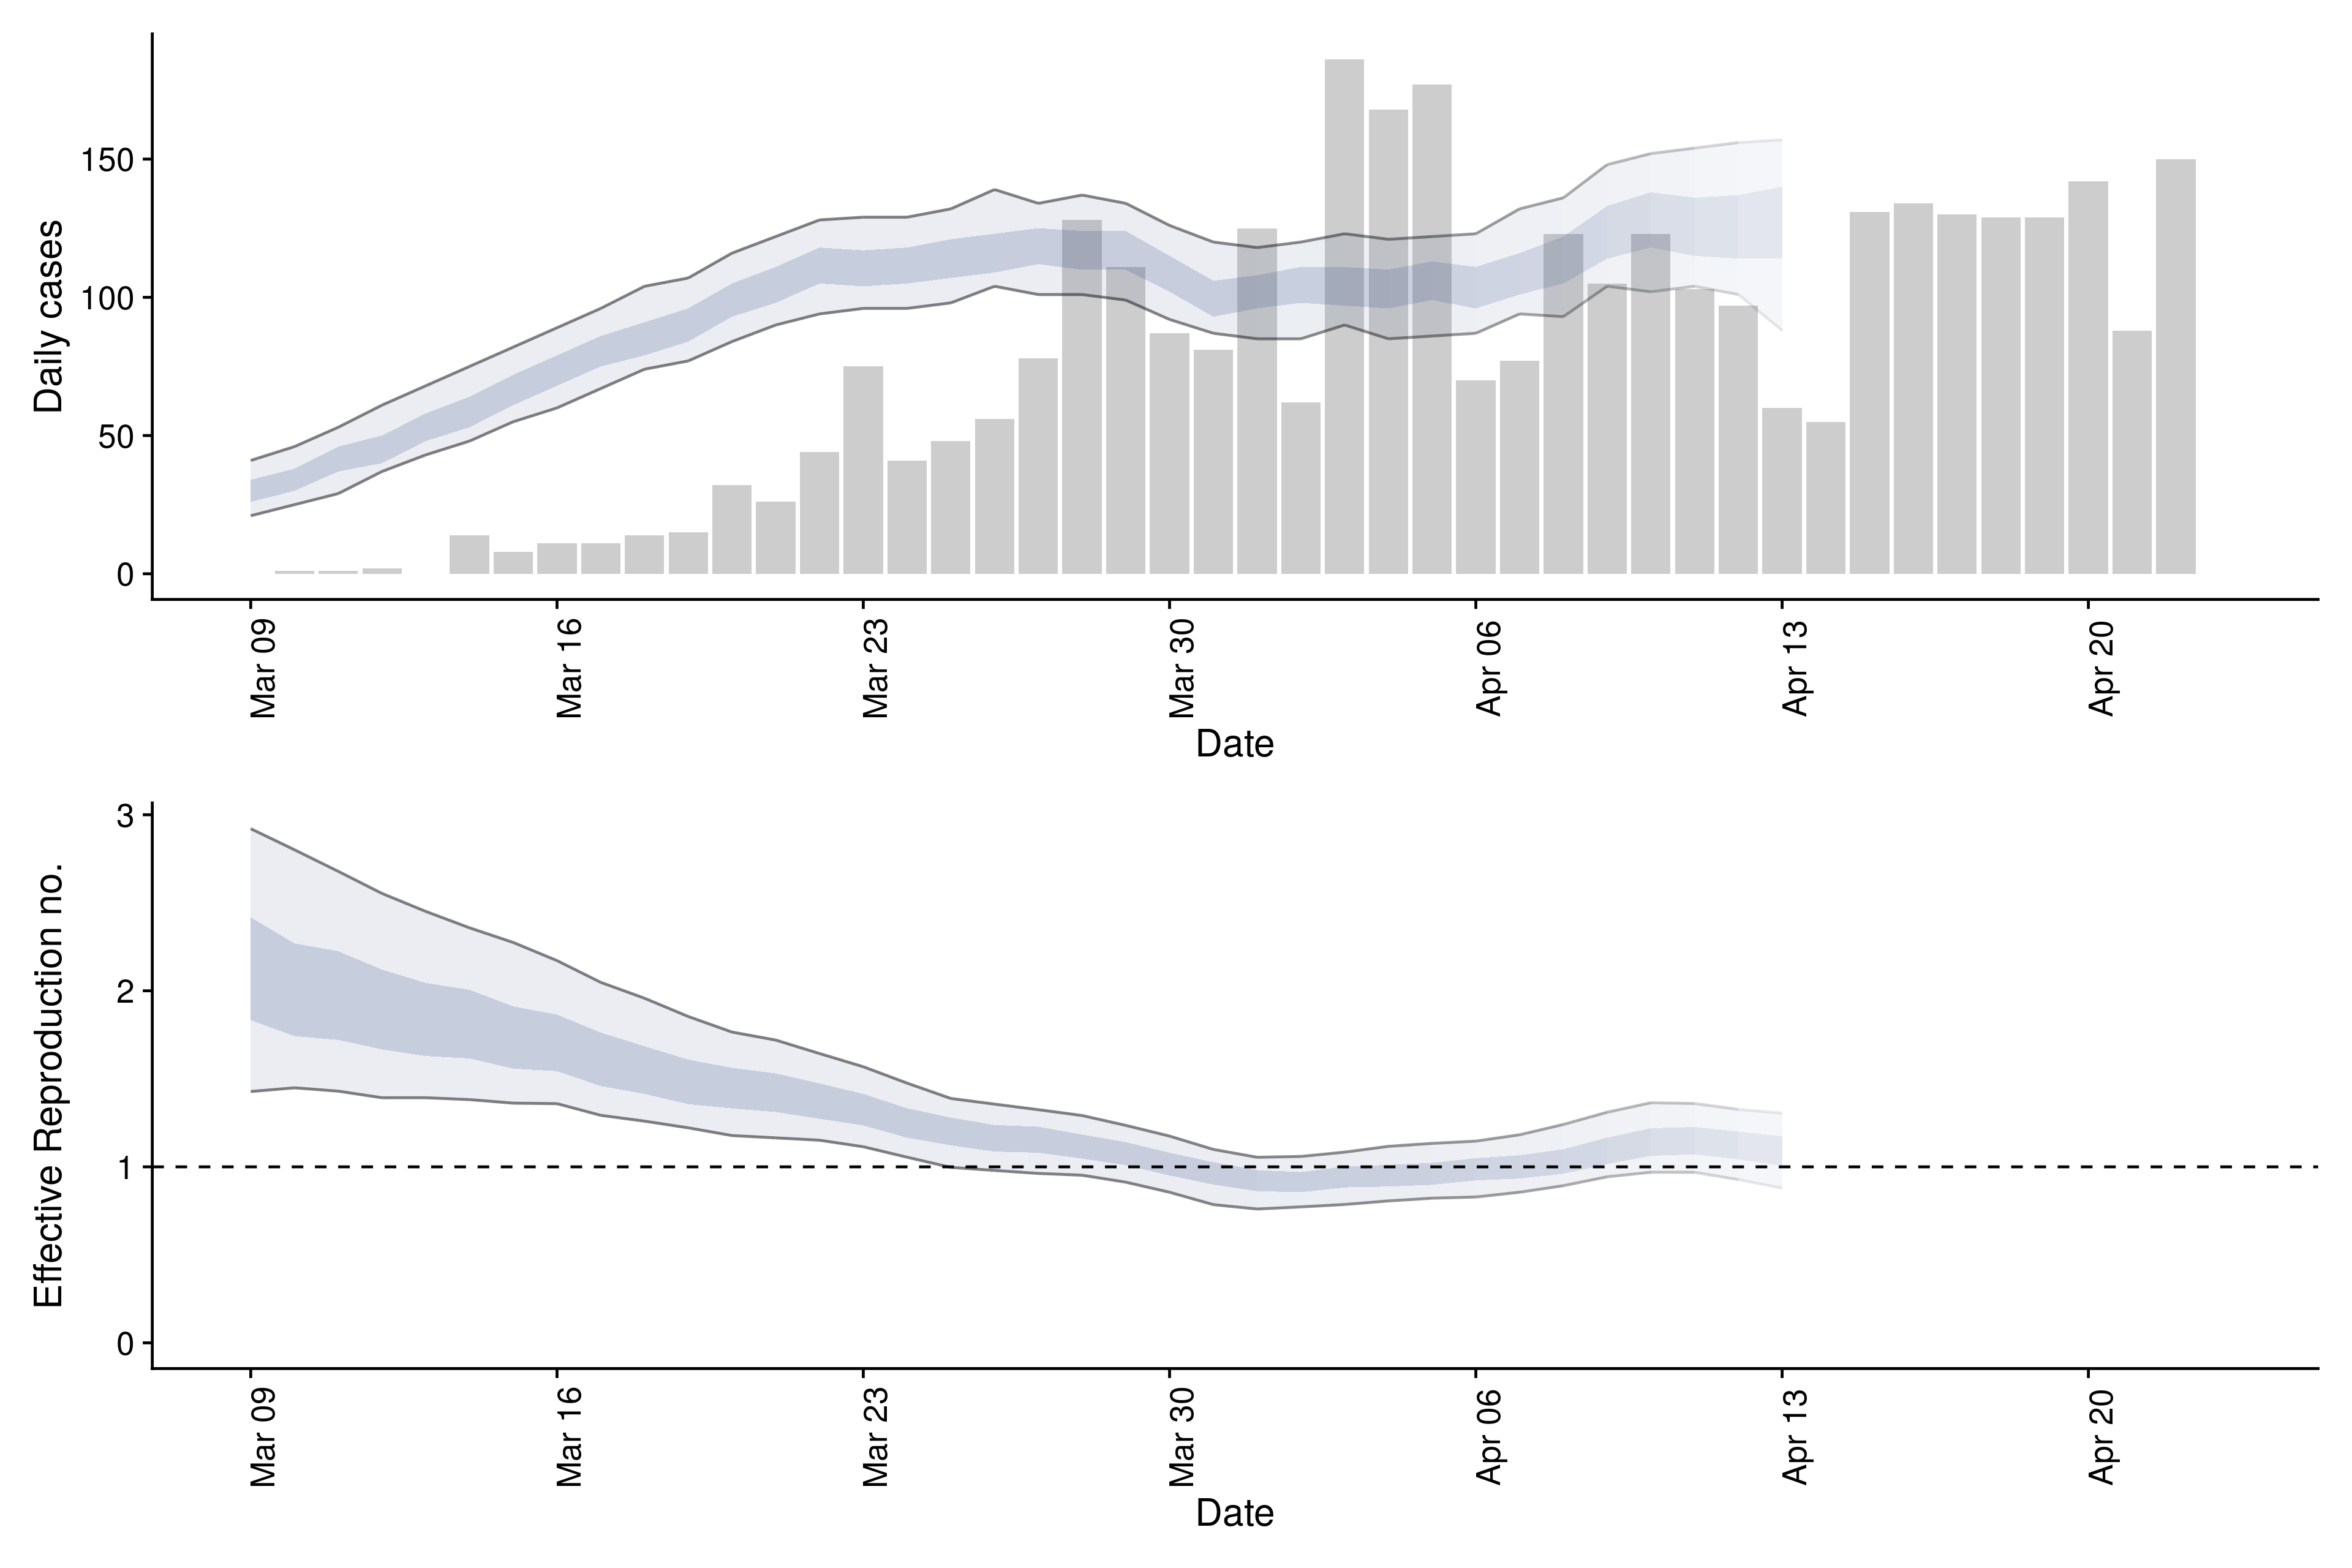 Daily cases
150
100
50
0
Mar 09
Mar 16
Mar 23
Mar 30
Apr 06
Apr 13
Apr 20
Date
Effective Reproduction no.
3
2
1
0
Mar 09
Mar 16
Mar 23
Mar 30
Apr 06
Apr 13
Apr 20
Date